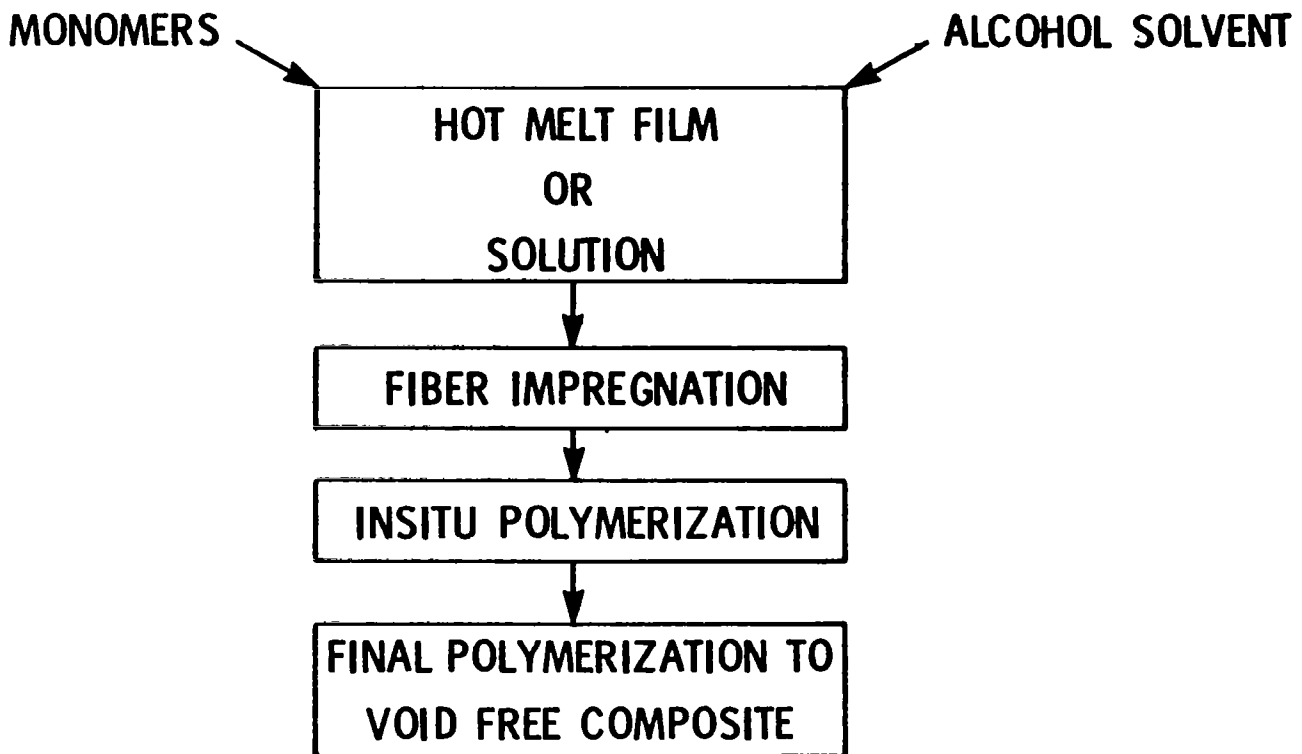 MONOMERS
ALCOHOL SOLVENT
HOT MELT FILM
OR
SOLUTION
FIBER IMPREGNATION
INSITU POLYMERIZATION
FINAL POLYMERIZATION TO
VOID FREE COMPOSITE